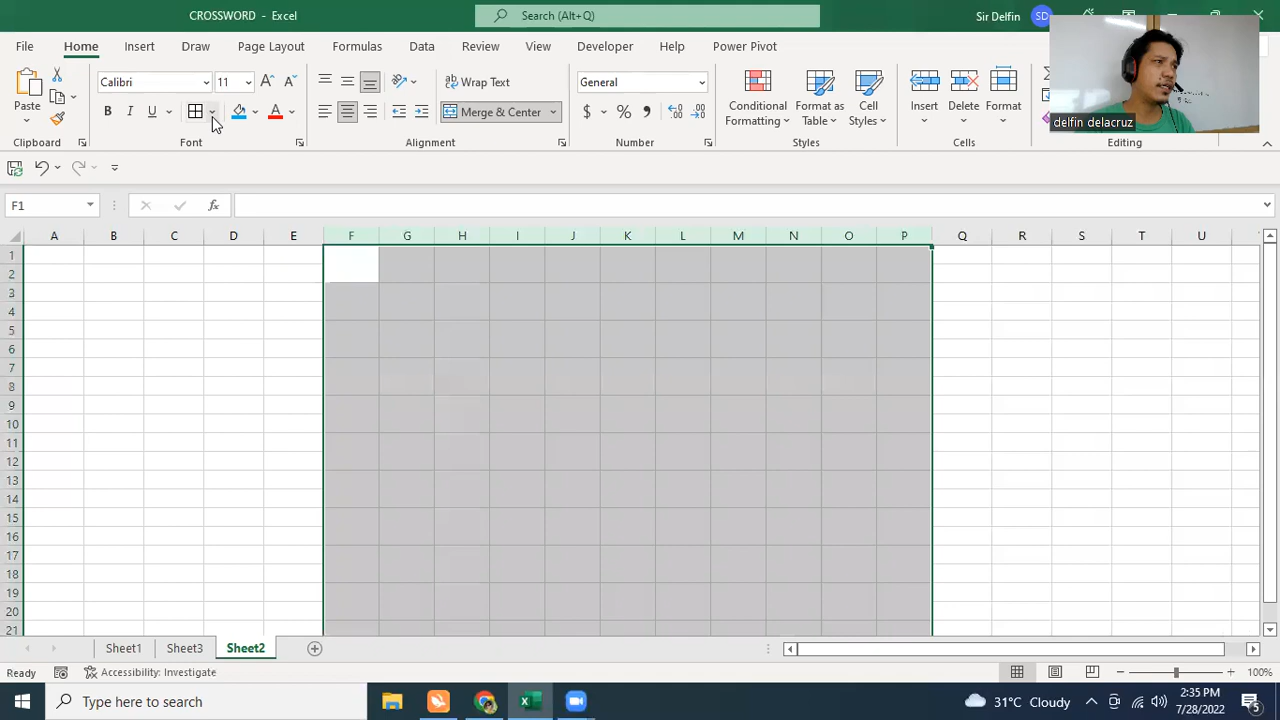 CROSSWORD - Excel
Search (Alt+Q)
Sir Delfin
SD
File Home Insert Draw Page Layout Formulas Data Review View Developer Help Power Pivot
Paste
Calibri 11
B I U
Wrap Text
Merge & Center
General
$ % ,
Conditional Formatting
Format as Table
Cell Styles
Insert
Delete
Format
delfin delacruz
Clipboard Font Alignment Number Styles Cells Editing
F1
fx
A B C D E F G H I J K L M N O P Q R S T U
1
2
3
4
5
6
7
8
9
10
11
12
13
14
15
16
17
18
19
20
21
Sheet1 Sheet3 Sheet2
Ready
Accessibility: Investigate
100%
Type here to search
31°C Cloudy
2:35 PM
7/28/2022
5